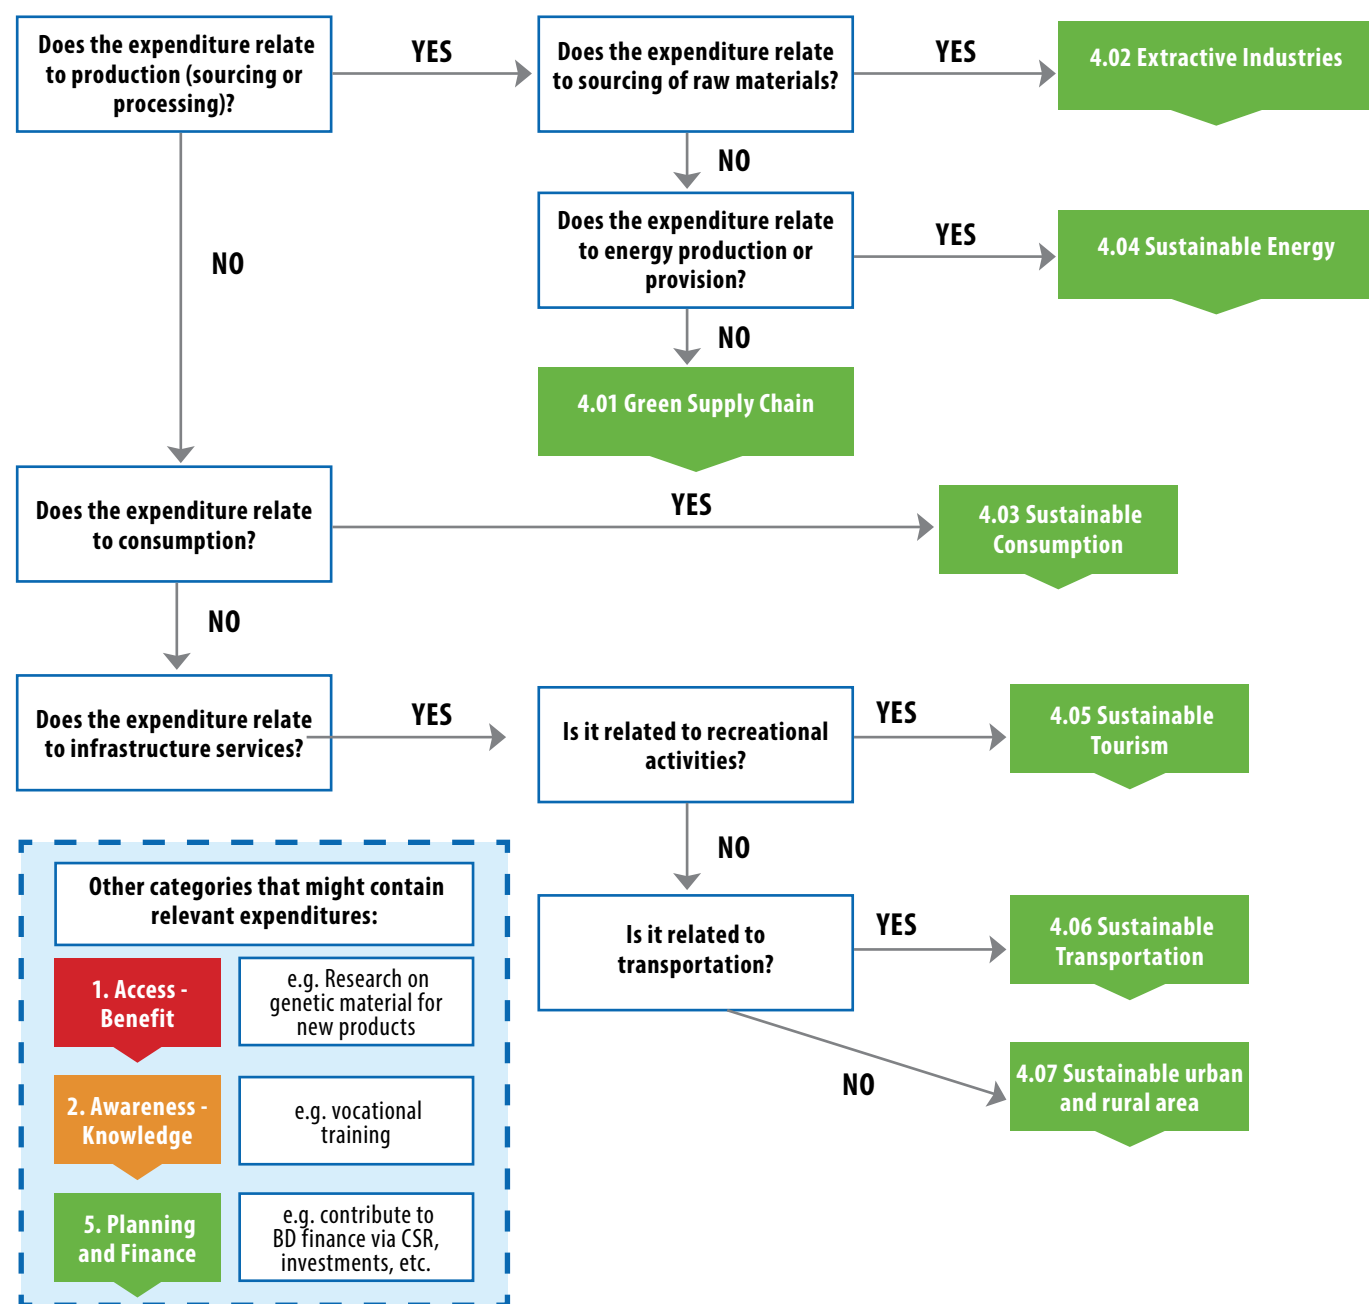 Does the expenditure relate
to production (sourcing or
processing)?
YES
Does the expenditure relate
to sourcing of raw materials?
YES
4.02 Extractive Industries
NO
NO
Does the expenditure relate
to energy production or
provision?
YES
4.04 Sustainable Energy
NO
4.01 Green Supply Chain
Does the expenditure relate
to consumption?
YES
4.03 Sustainable
Consumption
NO
Does the expenditure relate
to infrastructure services?
YES
Is it related to recreational
activities?
YES
4.05 Sustainable
Tourism
NO
Is it related to
transportation?
YES
4.06 Sustainable
Transportation
NO
4.07 Sustainable urban
and rural area
Other categories that might contain
relevant expenditures:
1. Access -
Benefit
e.g. Research on
genetic material for
new products
2. Awareness -
Knowledge
e.g. vocational
training
5. Planning
and Finance
e.g. contribute to
BD finance via CSR,
investments, etc.